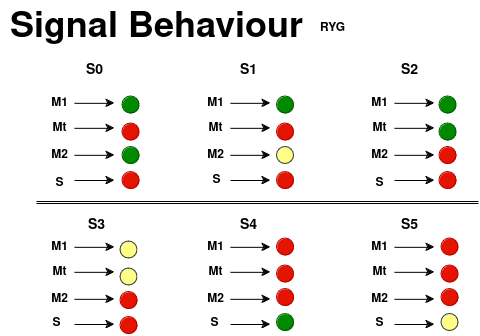 Signal Behaviour RYG
S0 S1 S2
M1 M1 M1
Mt Mt Mt
M2 M2 M2
S S S
S3 S4 S5
M1 M1 M1
Mt Mt Mt
M2 M2 M2
S S S